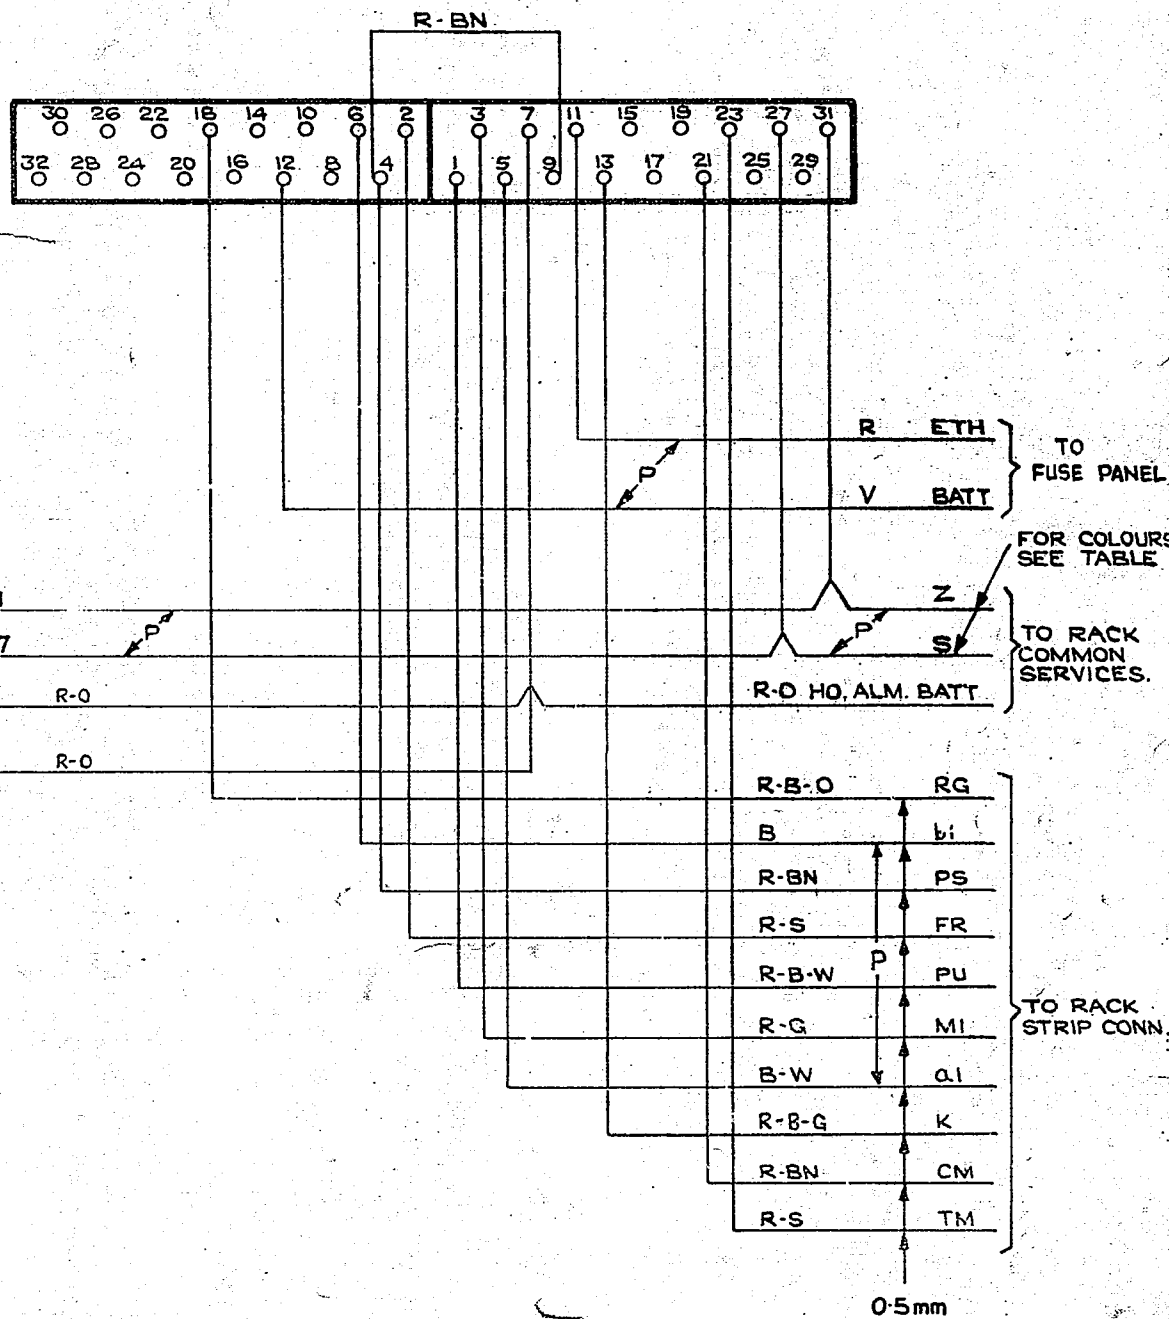 R-BN
30 26 22 18 14 10 6 2 3 7 11 15 19 23 27 31
32 28 24 20 16 12 8 4 1 5 9 13 17 21 25 29
R ETH
TO
FUSE PANEL
P
V BATT
FOR COLOURS
SEE TABLE
Z
P
P
7
S
TO RACK
COMMON
SERVICES.
R-O
R-O HO, ALM. BATT
R-O
R-B-O RG
B bi
R-BN PS
R-S FR
P
R-B-W PU
R-G MI
TO RACK
STRIP CONN.
B-W a1
R-B-G K
R-BN CM
R-S TM
0·5mm